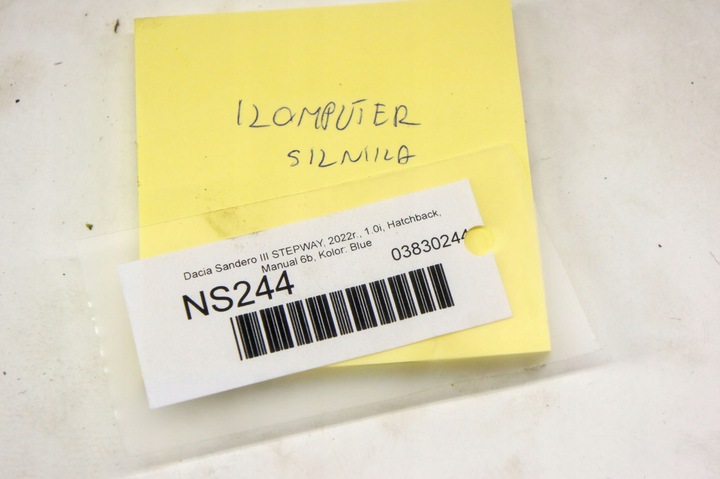 KOMPUTER
SILNIKA
Dacia Sandero III STEPWAY, 2022r., 1.0i, Hatchback,
Manual 6b, Kolor: Blue
NS244
03830244